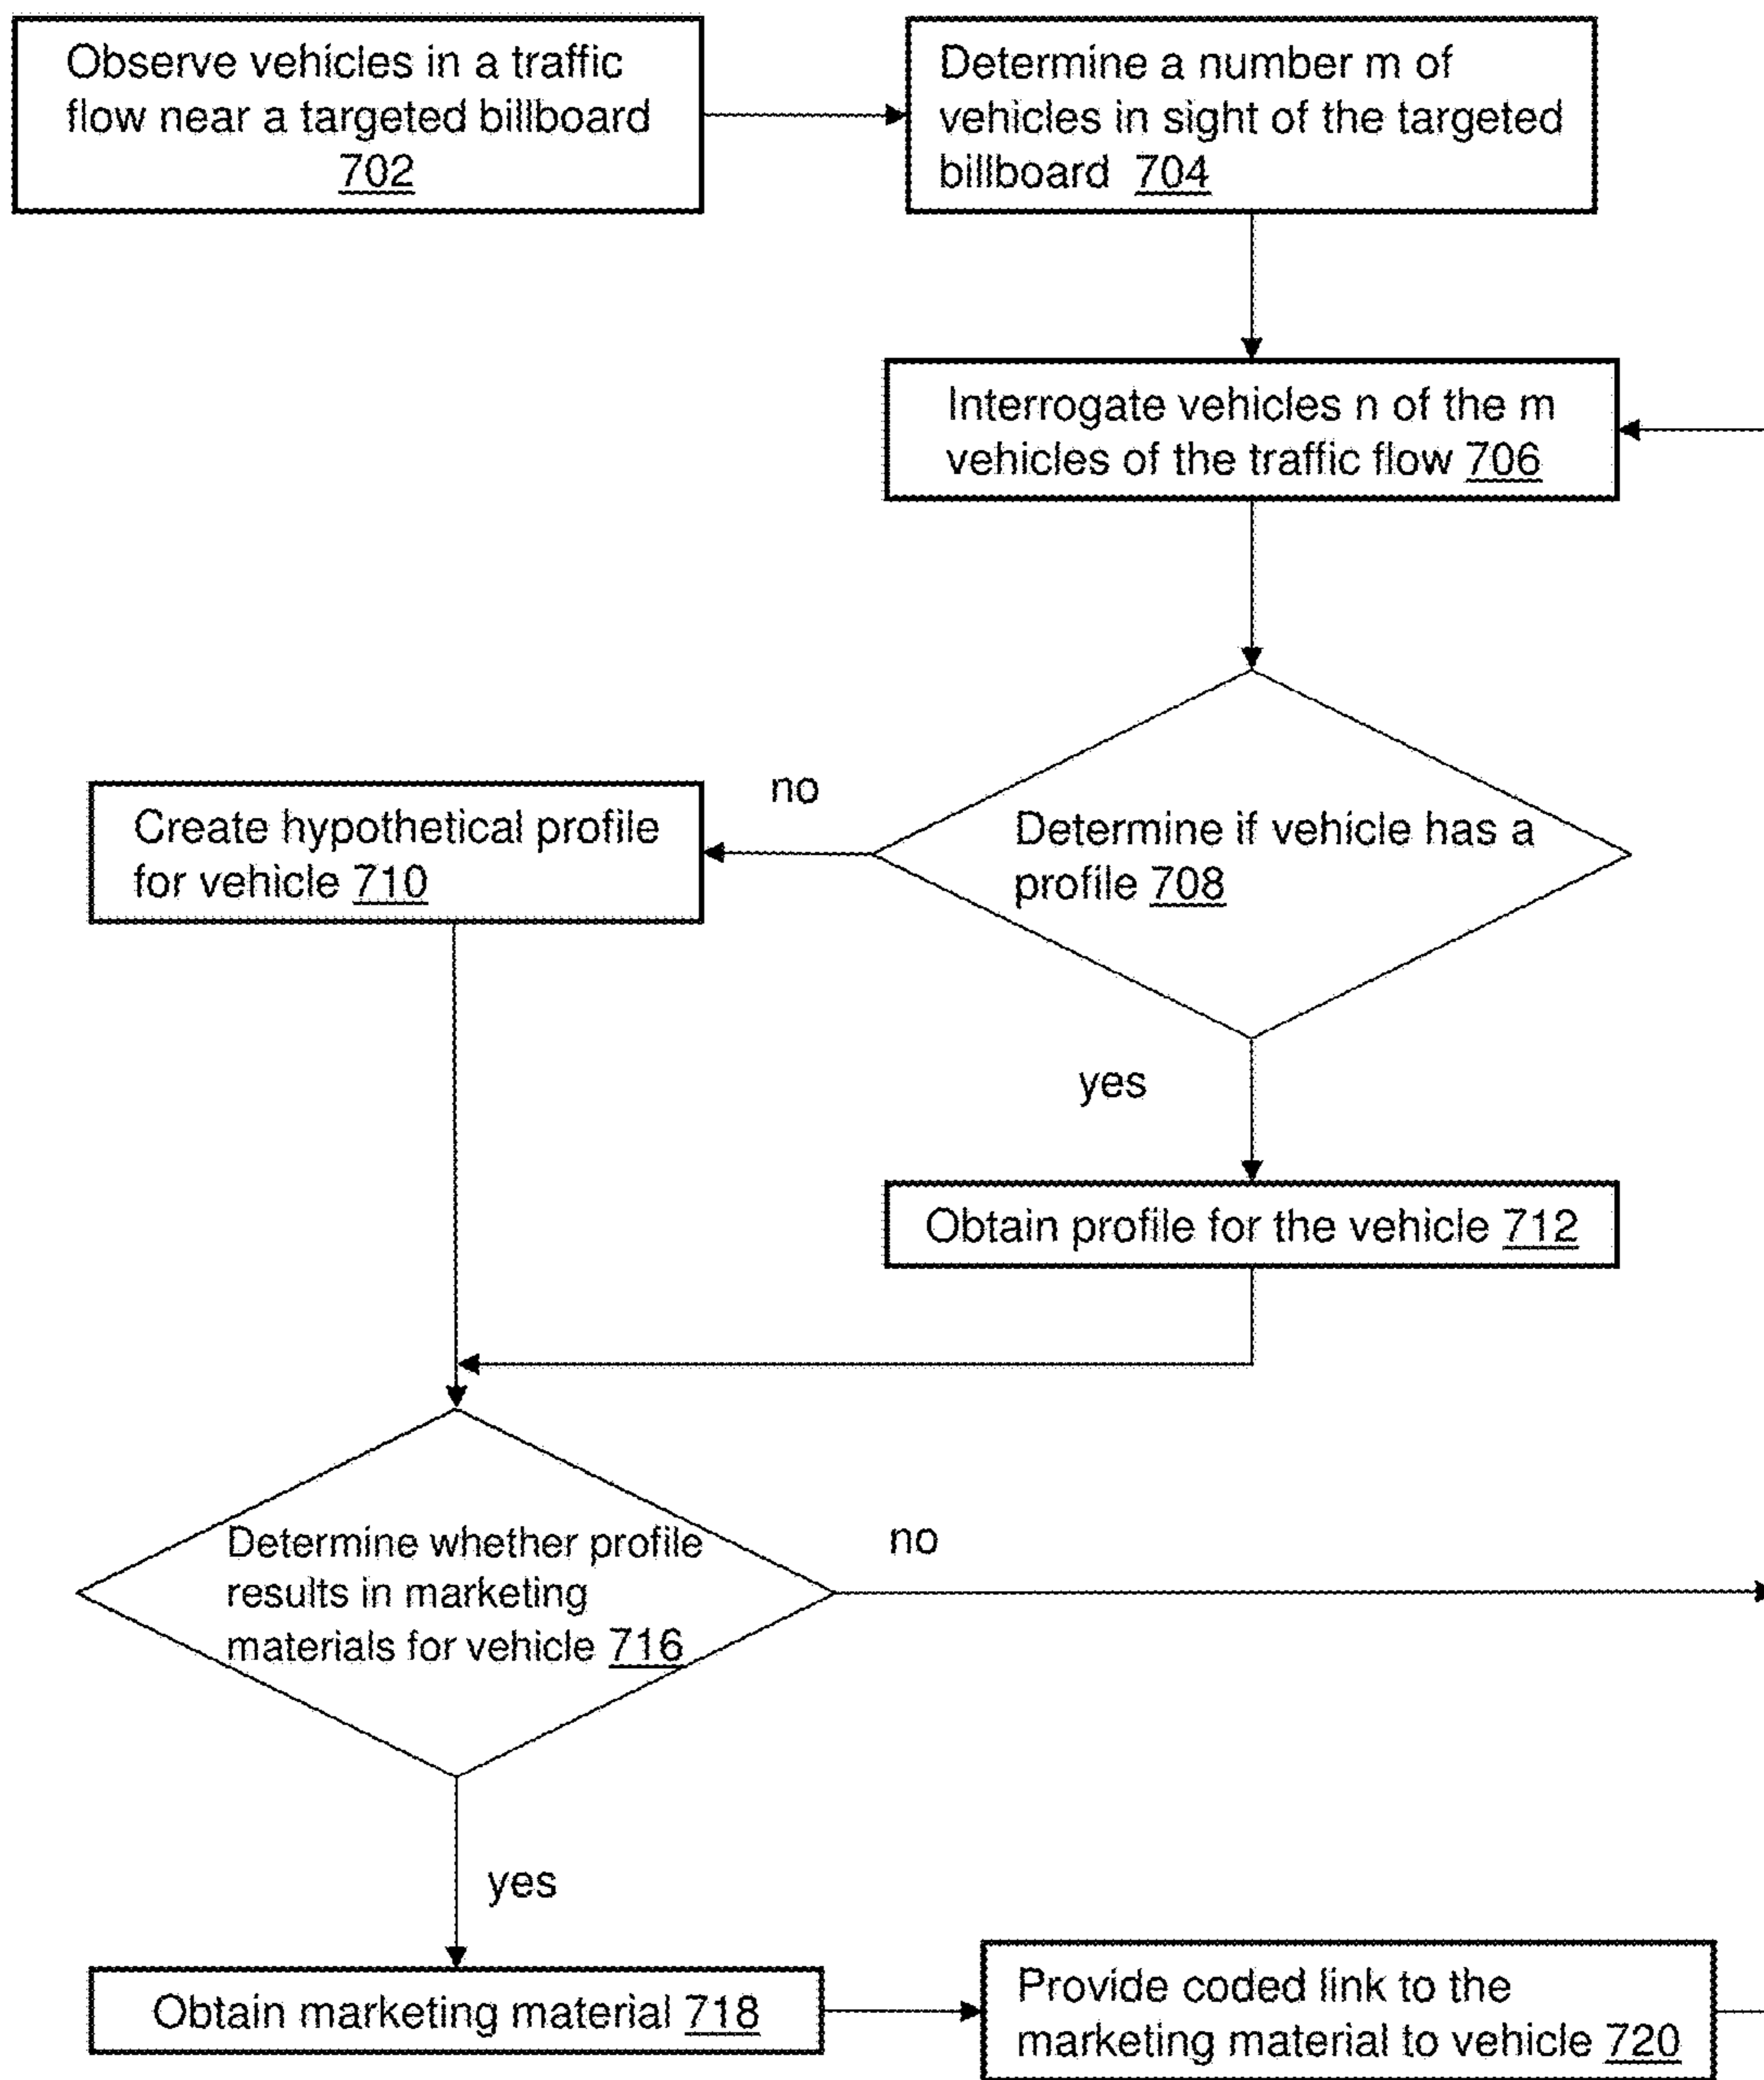 Observe vehicles in a traffic
flow near a targeted billboard
702
Determine a number m of
vehicles in sight of the targeted
billboard 704
Interrogate vehicles n of the m
vehicles of the traffic flow 706
Determine if vehicle has a
profile 708
no
Create hypothetical profile
for vehicle 710
yes
Obtain profile for the vehicle 712
Determine whether profile
results in marketing
materials for vehicle 716
no
yes
Obtain marketing material 718
Provide coded link to the
marketing material to vehicle 720